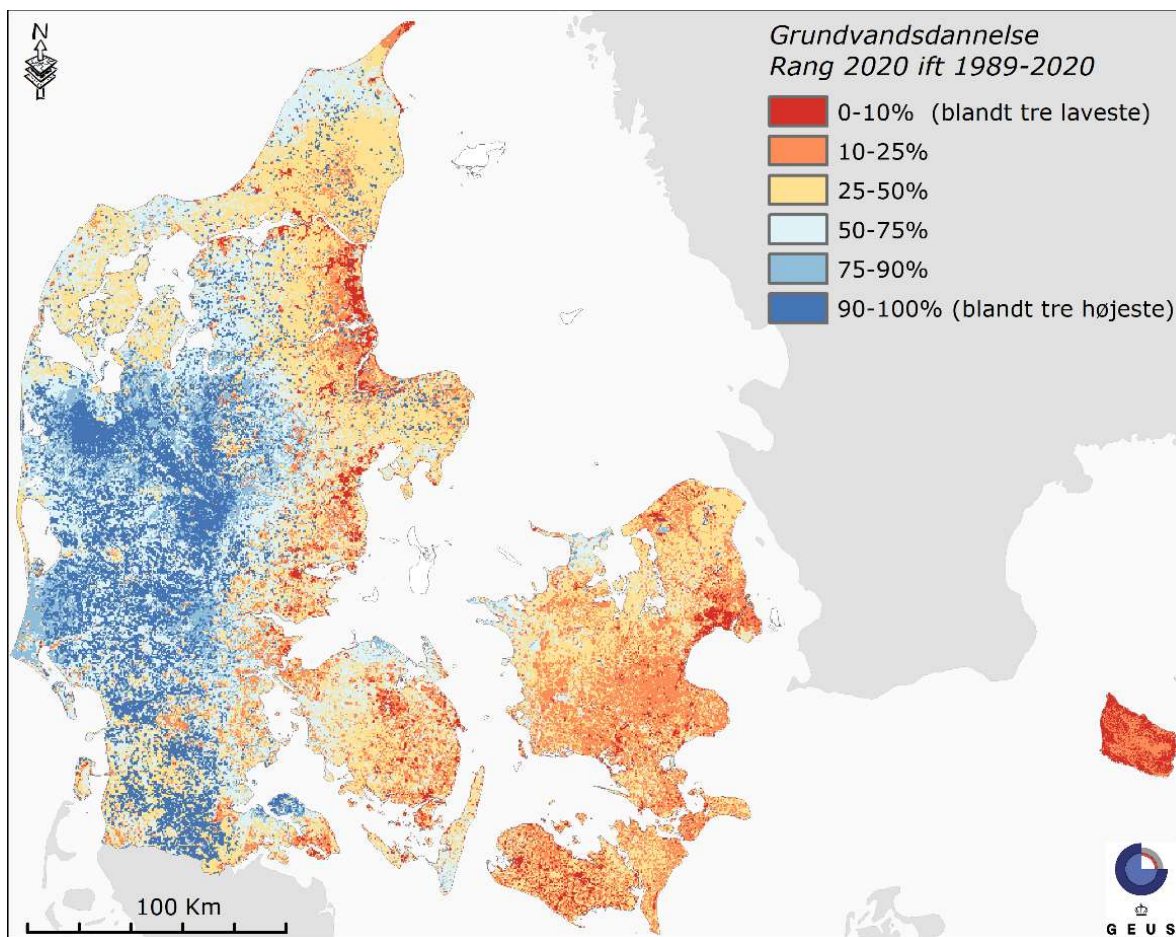 N
Grundvandsdannelse
Rang 2020 ift 1989-2020
0-10% (blandt tre laveste)
10-25%
25-50%
50-75%
75-90%
90-100% (blandt tre højeste)
100 Km
G E U S